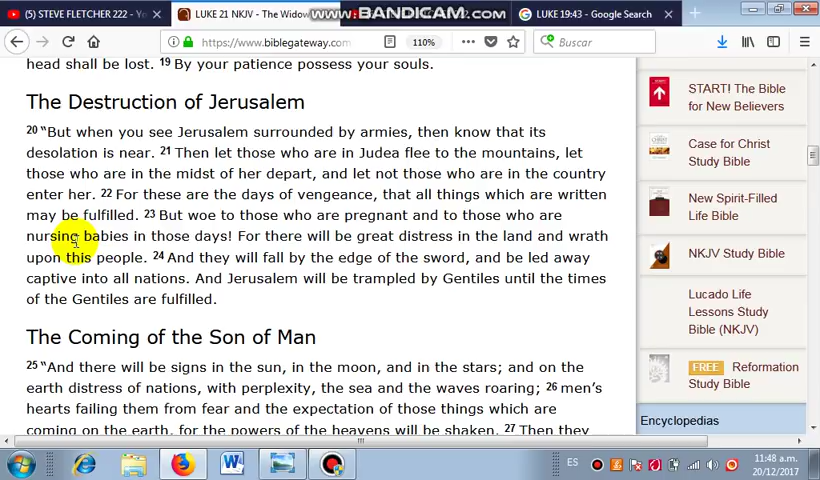 (5) STEVE FLETCHER 222 - Yo
LUKE 21 NKJV - The Widow
www.BANDICAM.com
LUKE 19:43 - Google Search
https://www.biblegateway.com
110%
Buscar
head shall be lost. 19 By your patience possess your souls.
The Destruction of Jerusalem
20 "But when you see Jerusalem surrounded by armies, then know that its
desolation is near. 21 Then let those who are in Judea flee to the mountains, let
those who are in the midst of her depart, and let not those who are in the country
enter her. 22 For these are the days of vengeance, that all things which are written
may be fulfilled. 23 But woe to those who are pregnant and to those who are
nursing babies in those days! For there will be great distress in the land and wrath
upon this people. 24 And they will fall by the edge of the sword, and be led away
captive into all nations. And Jerusalem will be trampled by Gentiles until the times
of the Gentiles are fulfilled.
The Coming of the Son of Man
25 "And there will be signs in the sun, in the moon, and in the stars; and on the
earth distress of nations, with perplexity, the sea and the waves roaring; 26 men's
hearts failing them from fear and the expectation of those things which are
coming on the earth, for the powers of the heavens will be shaken. 27 Then they
START! The Bible
for New Believers
Case for Christ
Study Bible
New Spirit-Filled
Life Bible
NKJV Study Bible
Lucado Life
Lessons Study
Bible (NKJV)
FREE Reformation
Study Bible
Encyclopedias
ES
11:48 a.m.
20/12/2017